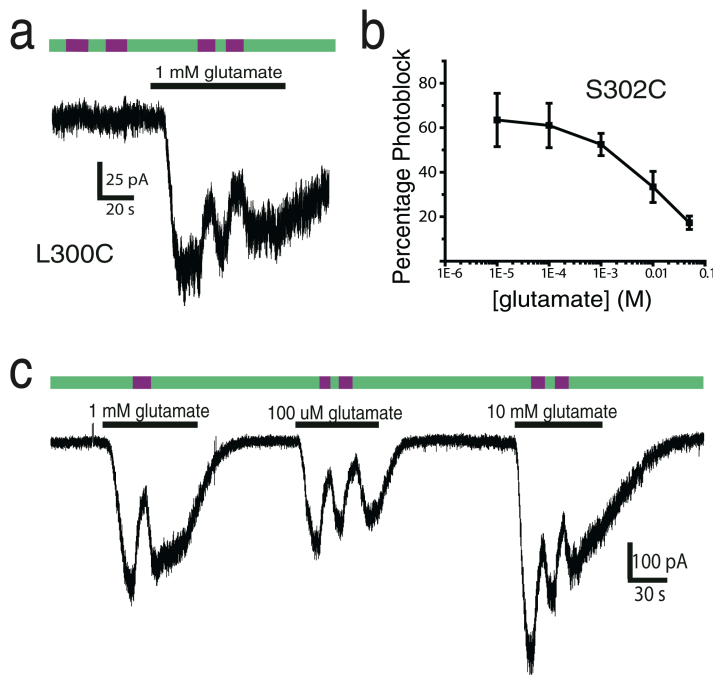 a
1 mM glutamate
25 pA
20 s
L300C
b
S302C
Percentage Photoblock
80
60
40
20
1E-6 1E-5 1E-4 1E-3 0.01 0.1
[glutamate] (M)
c
1 mM glutamate 100 uM glutamate 10 mM glutamate
100 pA
30 s